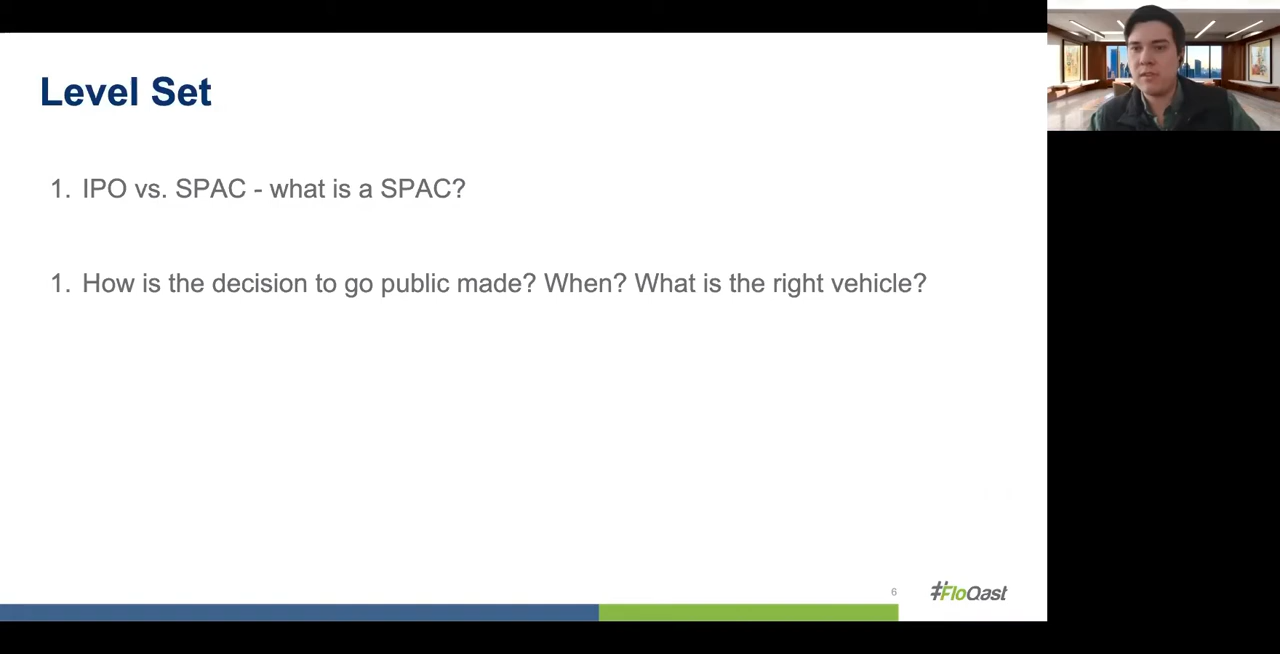 Level Set
1. IPO vs. SPAC - what is a SPAC?
1. How is the decision to go public made? When? What is the right vehicle?
6
#FloQast